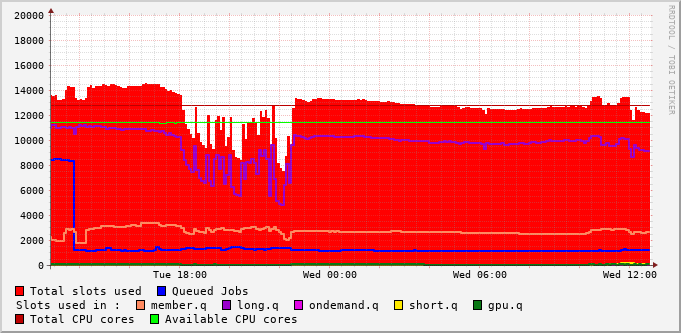 20000
18000
16000
14000
12000
10000
8000
6000
4000
2000
0
Tue 18:00 Wed 00:00 Wed 06:00 Wed 12:00
RRDTOOL / TOBI OETIKER
Total slots used Queued Jobs
Slots used in : member.q long.q ondemand.q short.q gpu.q
Total CPU cores Available CPU cores